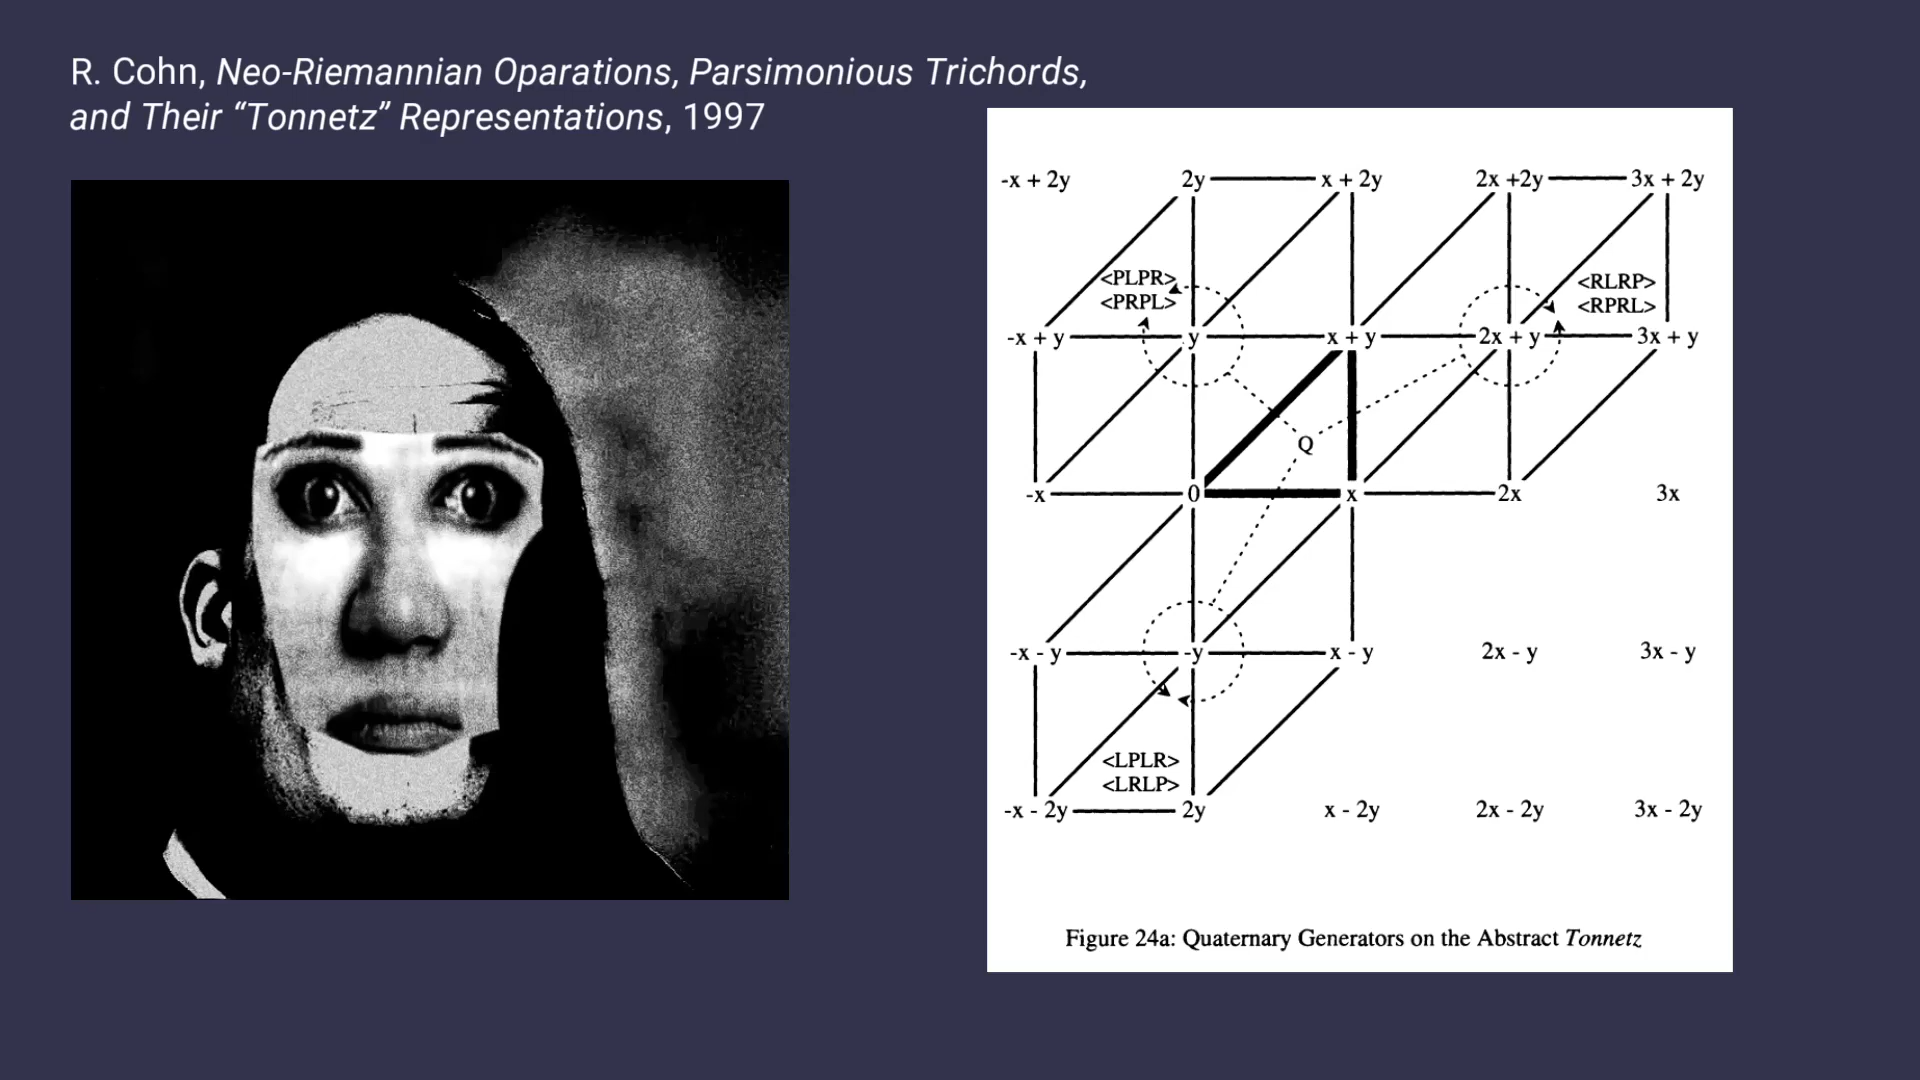 R. Cohn, Neo-Riemannian Oparations, Parsimonious Trichords,
and Their “Tonnetz” Representations, 1997
-x + 2y 2y x + 2y 2x +2y 3x + 2y
<PLPR> <RLRP>
<PRPL> <RPRL>
-x + y y x + y 2x + y 3x + y
Q
-x 0 x 2x 3x
-x - y -y x - y 2x - y 3x - y
<LPLR>
<LRLP>
-x - 2y 2y x - 2y 2x - 2y 3x - 2y
Figure 24a: Quaternary Generators on the Abstract Tonnetz